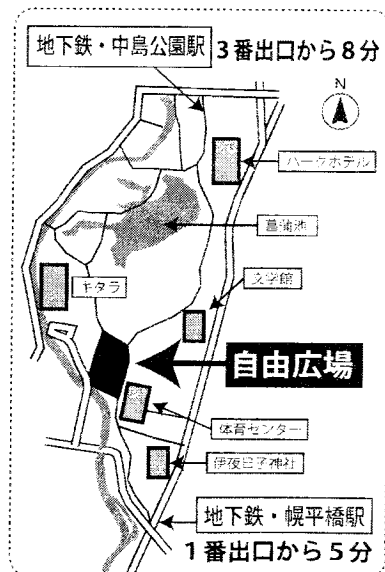 地下鉄・中島公園駅
3番出口から8分
N
パークホテル
菖蒲池
文学館
キタラ
自由広場
体育センター
伊夜日子神社
地下鉄・幌平橋駅
1番出口から5分